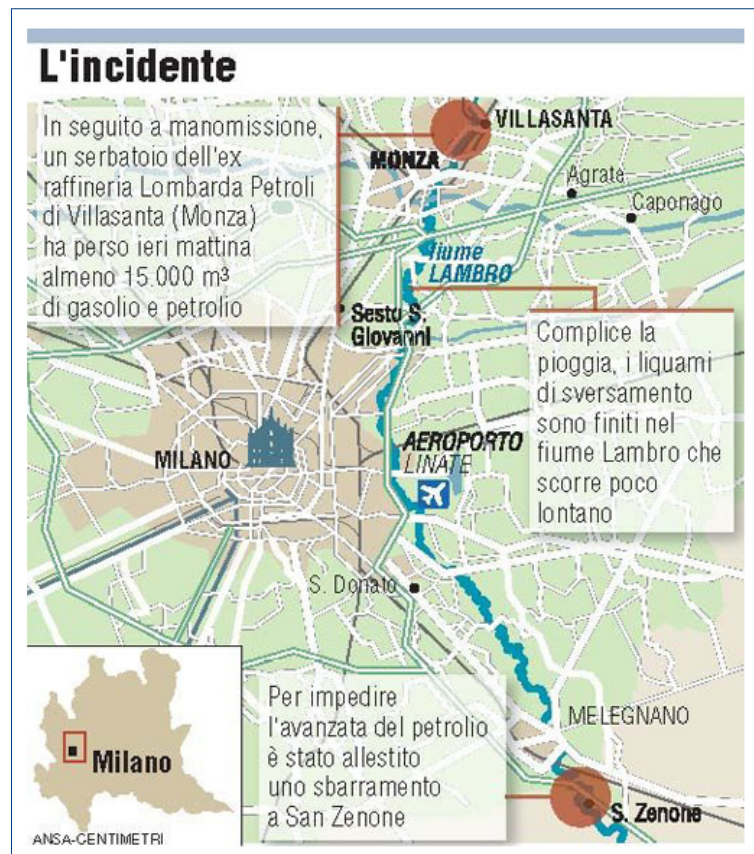 L'incidente
In seguito a manomissione,
un serbatoio dell'ex
raffineria Lombarda Petroli
di Villasanta (Monza)
ha perso ieri mattina
almeno 15.000 m³
di gasolio e petrolio
VILLASANTA
MONZA
Agrate
Caponago
fiume
LAMBRO
Sesto S.
Giovanni
Complice la
pioggia, i liquami
di sversamento
sono finiti nel
fiume Lambro che
scorre poco
lontano
MILANO
AEROPORTO
LINATE
S. Donato
Per impedire
l'avanzata del petrolio
è stato allestito
uno sbarramento
a San Zenone
MELEGNANO
S. Zenone
Milano
ANSA-CENTIMETRI